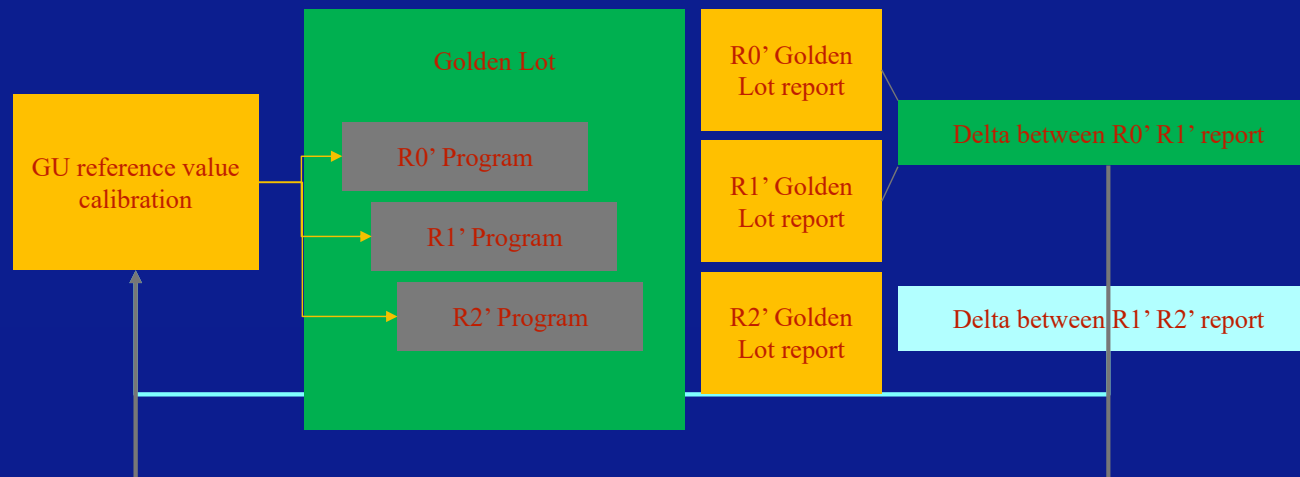 GU reference value
calibration
Golden Lot
R0’ Program
R1’ Program
R2’ Program
R0’ Golden
Lot report
R1’ Golden
Lot report
R2’ Golden
Lot report
Delta between R0’ R1’ report
Delta between R1’ R2’ report